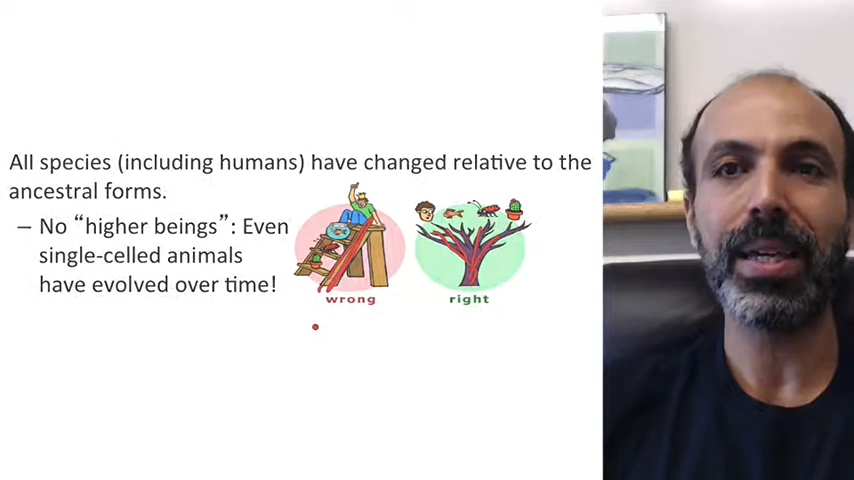 All species (including humans) have changed relative to the
ancestral forms.
– No “higher beings”: Even
single-celled animals
have evolved over time!
wrong
right